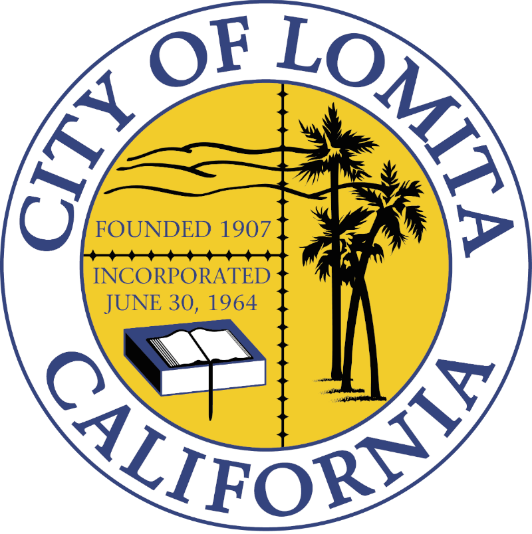 CITY OF LOMITA
FOUNDED 1907
INCORPORATED
JUNE 30, 1964
CALIFORNIA